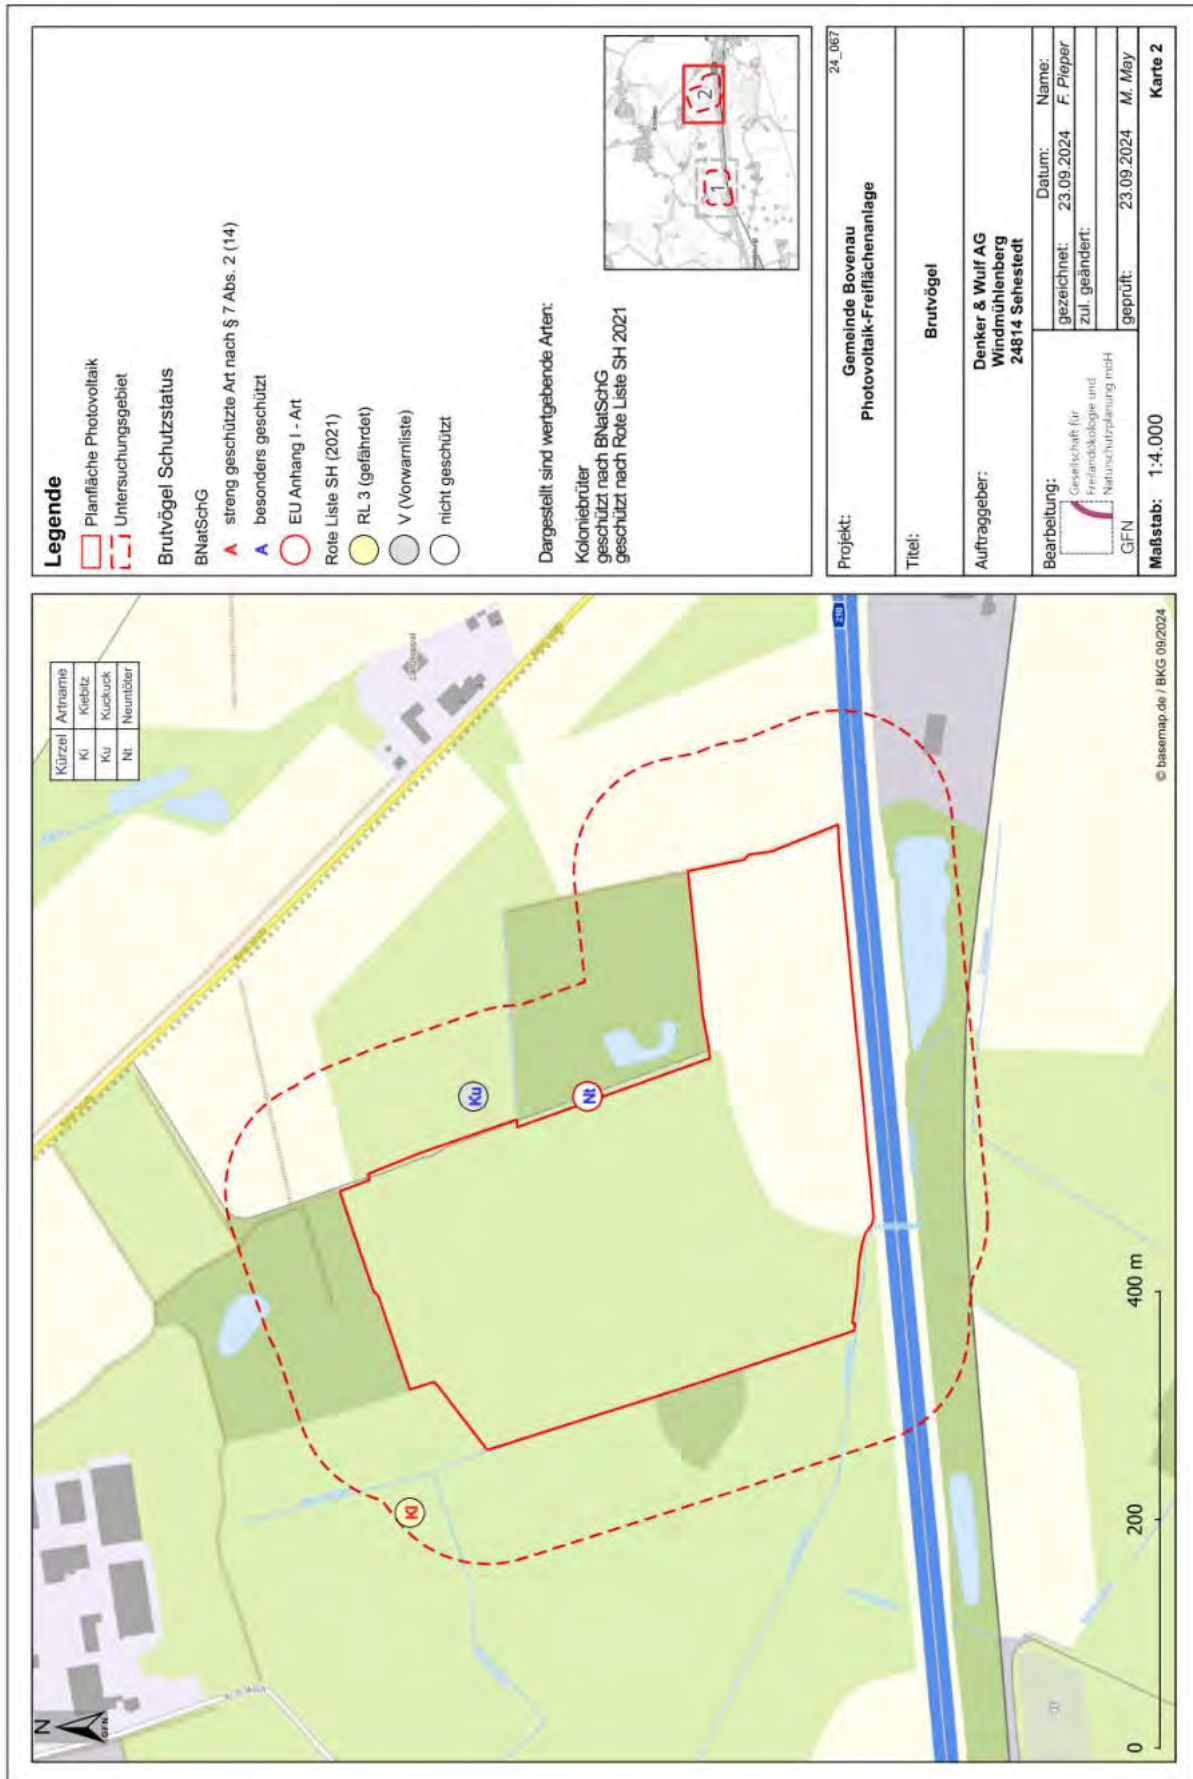 Legende
Planfläche Photovoltaik
Untersuchungsgebiet
Brutvögel Schutzstatus
BNatSchG
A streng geschützte Art nach § 7 Abs. 2 (14)
A besonders geschützt
EU Anhang I - Art
Rote Liste SH (2021)
RL 3 (gefährdet)
V (Vorwarnliste)
nicht geschützt
Dargestellt sind wertgebende Arten:
Koloniebrüter
geschützt nach BNatSchG
geschützt nach Rote Liste SH 2021
1
2
Projekt:
24_067
Gemeinde Bovenau
Photovoltaik-Freiflächenanlage
Titel:
Brutvögel
Auftraggeber:
Denker & Wulf AG
Windmühlenberg
24814 Sehestedt
Bearbeitung:
Gesellschaft für
Freilandökologie und
Naturschutzplanung mbH
GFN
Datum: Name:
gezeichnet: 23.09.2024 F. Pieper
zul. geändert:
geprüft: 23.09.2024 M. May
Maßstab: 1:4.000
Karte 2
Kürzel Artname
Ki Kiebitz
Ku Kuckuck
Nt Neuntöter
N
GFN
Ki
Ku
Nt
210
0 200 400 m
© basemap.de / BKG 09/2024